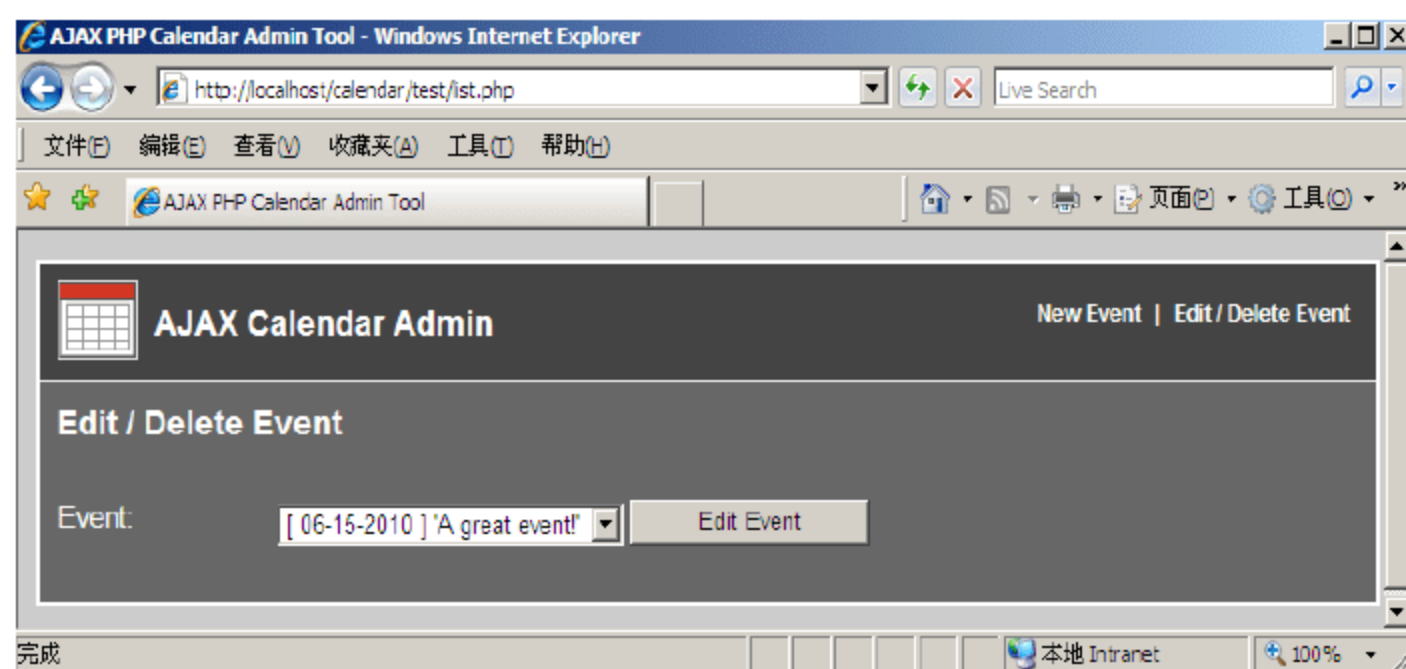 AJAX PHP Calendar Admin Tool - Windows Internet Explorer
http://localhost/calendar/test/ist.php
Live Search
文件(F) 编辑(E) 查看(V) 收藏夹(A) 工具(T) 帮助(H)
AJAX PHP Calendar Admin Tool
页面(P) 工具(O) »
AJAX Calendar Admin
New Event | Edit / Delete Event
Edit / Delete Event
Event:
[ 06-15-2010 ] "A great event!"
Edit Event
完成
本地 Intranet
100%